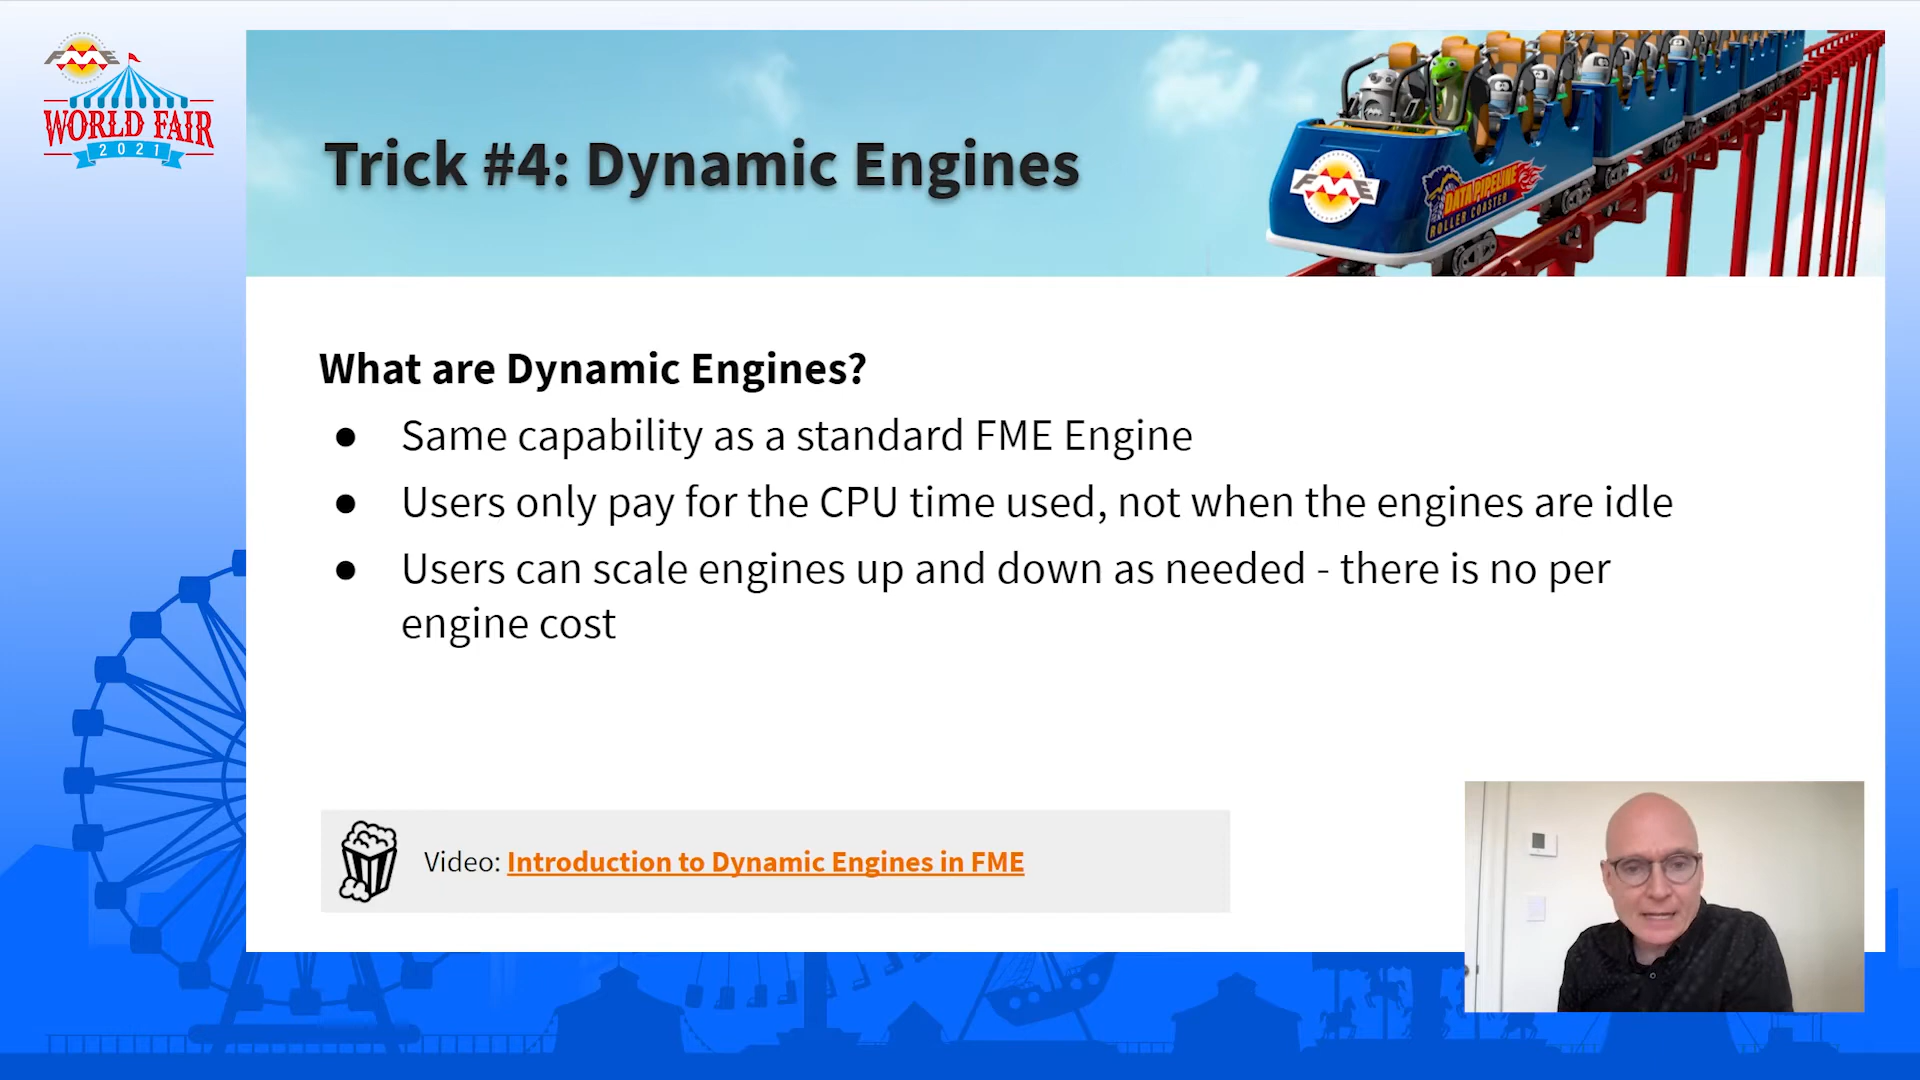 FME
WORLD FAIR
2021
Trick #4: Dynamic Engines
FME
DATA PIPELINE
ROLLER COASTER
What are Dynamic Engines?
● Same capability as a standard FME Engine
● Users only pay for the CPU time used, not when the engines are idle
● Users can scale engines up and down as needed - there is no per
engine cost
Video: Introduction to Dynamic Engines in FME